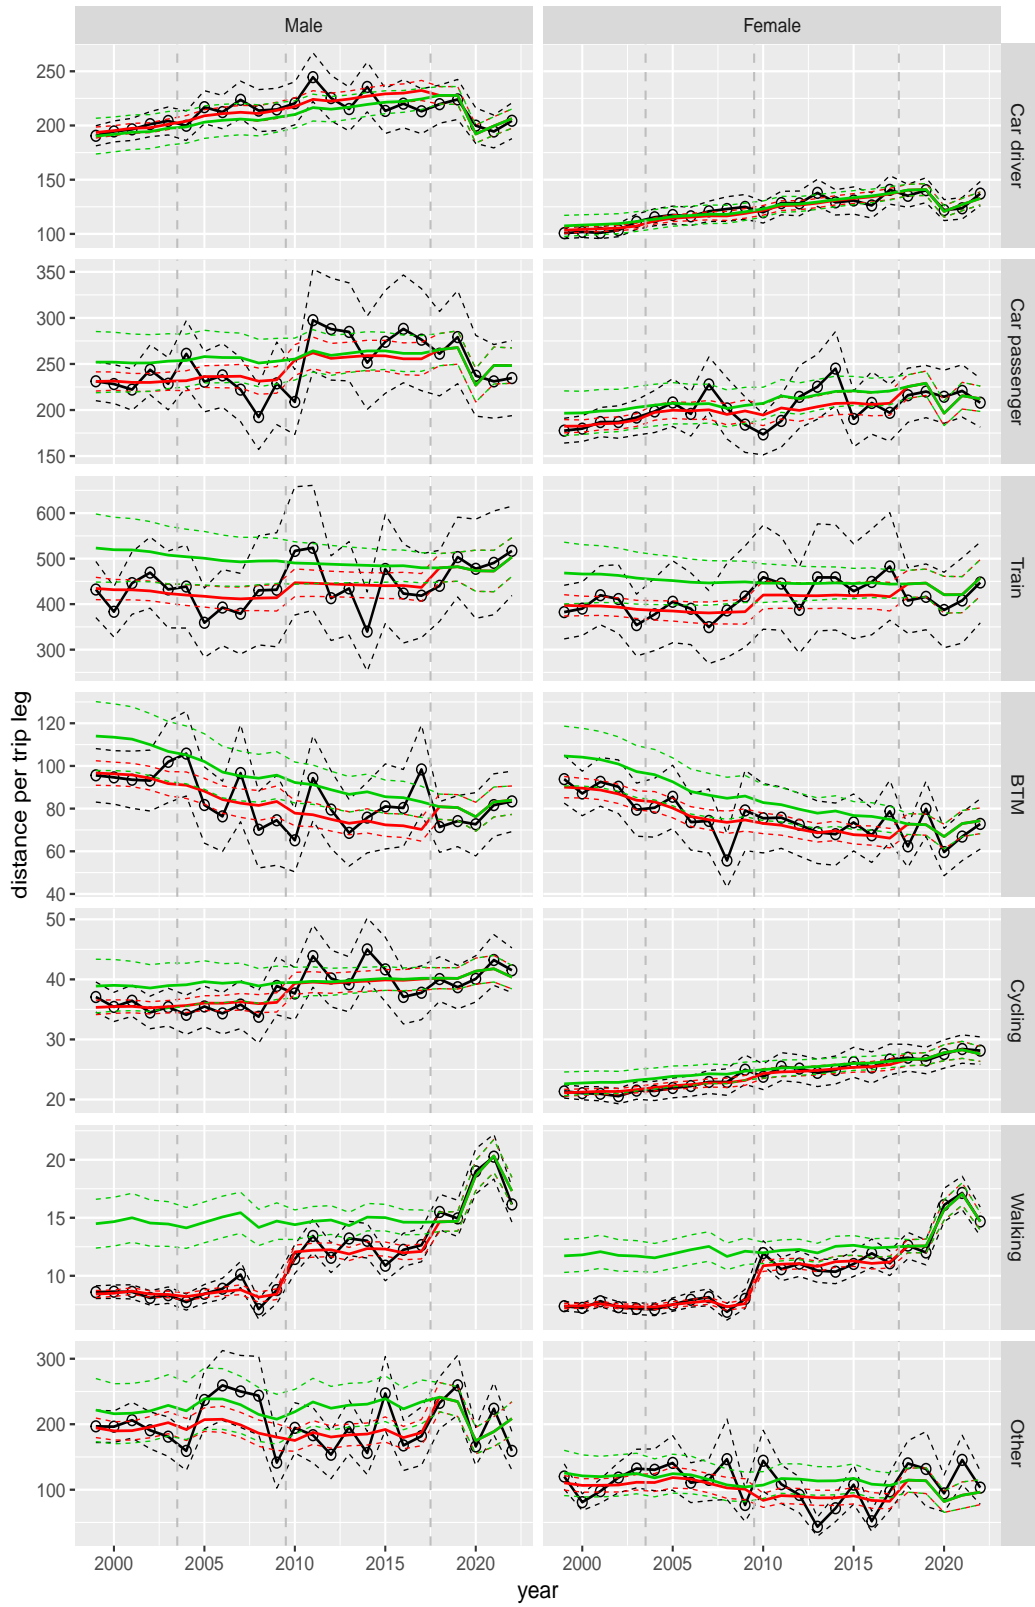 Male Female
250
200
150
100
Car driver
350
300
250
200
150
Car passenger
600
500
400
300
Train
120
100
80
60
40
BTM
50
40
30
20
Cycling
20
15
10
Walking
300
200
100
Other
distance per trip leg
2000 2005 2010 2015 2020 2000 2005 2010 2015 2020
year